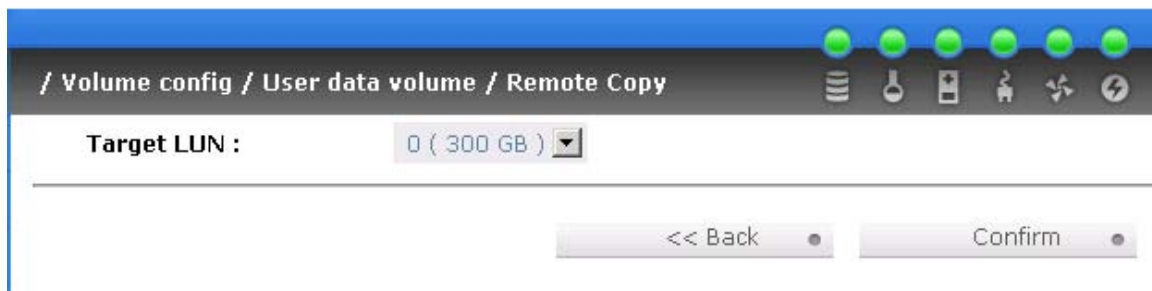 / Volume config / User data volume / Remote Copy
Target LUN : 0 ( 300 GB )
<< Back Confirm